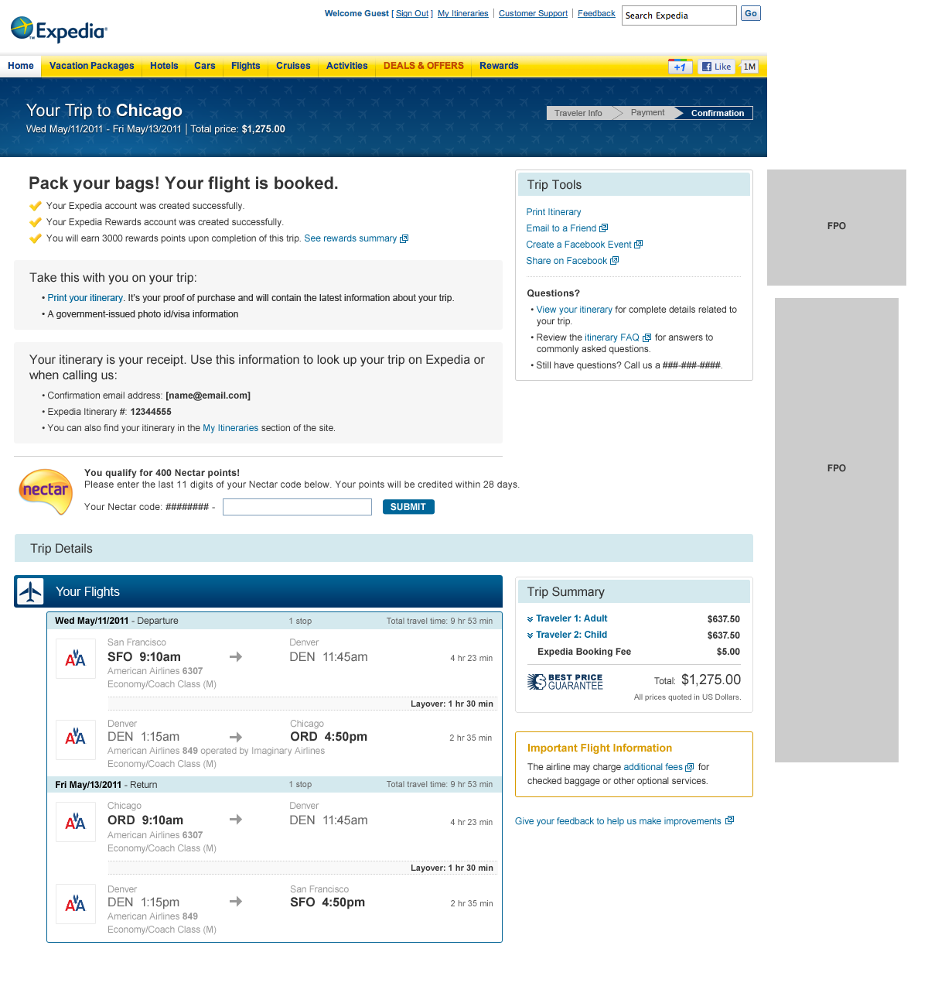 Welcome Guest [ Sign Out ] My Itineraries | Customer Support | Feedback
Search Expedia
Go
Expedia
Home
Vacation Packages
Hotels
Cars
Flights
Cruises
Activities
DEALS & OFFERS
Rewards
+1
Like
1M
Your Trip to Chicago
Wed May/11/2011 - Fri May/13/2011 | Total price: $1,275.00
Traveler Info
Payment
Confirmation
Pack your bags! Your flight is booked.
Your Expedia account was created successfully.
Your Expedia Rewards account was created successfully.
You will earn 3000 rewards points upon completion of this trip. See rewards summary
Take this with you on your trip:
• Print your itinerary. It's your proof of purchase and will contain the latest information about your trip.
• A government-issued photo id/visa information
Your itinerary is your receipt. Use this information to look up your trip on Expedia or
when calling us:
• Confirmation email address: [name@email.com]
• Expedia Itinerary #: 12344555
• You can also find your itinerary in the My Itineraries section of the site.
Trip Tools
Print Itinerary
Email to a Friend
Create a Facebook Event
Share on Facebook
Questions?
• View your itinerary for complete details related to
your trip.
• Review the itinerary FAQ for answers to
commonly asked questions.
• Still have questions? Call us a ###-###-####.
FPO
FPO
nectar
You qualify for 400 Nectar points!
Please enter the last 11 digits of your Nectar code below. Your points will be credited within 28 days.
Your Nectar code: ######## -
SUBMIT
Trip Details
Your Flights
Wed May/11/2011 - Departure
1 stop
Total travel time: 9 hr 53 min
AA
San Francisco
Denver
SFO 9:10am
DEN 11:45am
4 hr 23 min
American Airlines 6307
Economy/Coach Class (M)
Layover: 1 hr 30 min
AA
Denver
Chicago
DEN 1:15am
ORD 4:50pm
2 hr 35 min
American Airlines 849 operated by Imaginary Airlines
Economy/Coach Class (M)
Fri May/13/2011 - Return
1 stop
Total travel time: 9 hr 53 min
AA
Chicago
Denver
ORD 9:10am
DEN 11:45am
4 hr 23 min
American Airlines 6307
Economy/Coach Class (M)
Layover: 1 hr 30 min
AA
Denver
San Francisco
DEN 1:15pm
SFO 4:50pm
2 hr 35 min
American Airlines 849
Economy/Coach Class (M)
Trip Summary
Traveler 1: Adult $637.50
Traveler 2: Child $637.50
Expedia Booking Fee $5.00
BEST PRICE
GUARANTEE
Total: $1,275.00
All prices quoted in US Dollars.
Important Flight Information
The airline may charge additional fees for
checked baggage or other optional services.
Give your feedback to help us make improvements